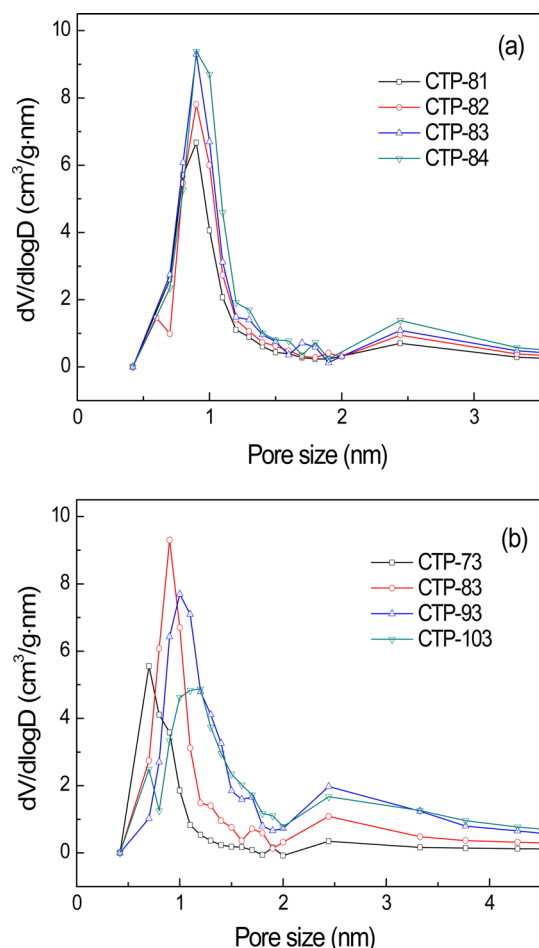 (a)
CTP-81
CTP-82
CTP-83
CTP-84
dV/dlogD (cm³/g·nm)
10
8
6
4
2
0
0 1 2 3
Pore size (nm)
(b)
CTP-73
CTP-83
CTP-93
CTP-103
dV/dlogD (cm³/g·nm)
10
8
6
4
2
0
0 1 2 3 4
Pore size (nm)